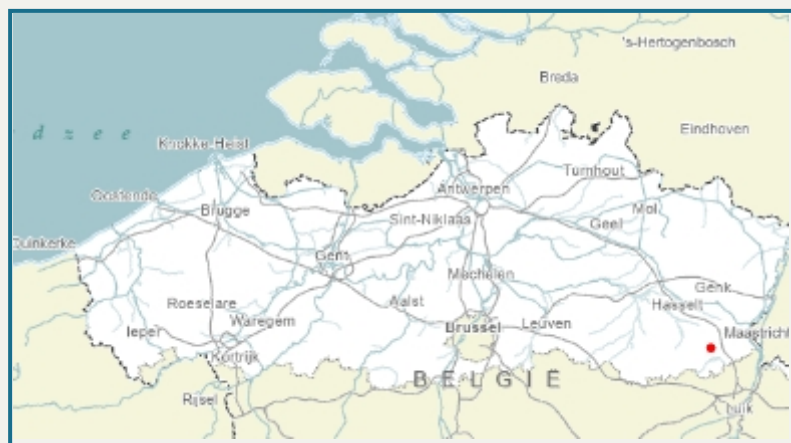 's-Hertogenbosch
Breda
d z e e
Eindhoven
Knokke-Heist
Turnhout
Oostende
Antwerpen
Mol
Brugge
Sint-Niklaas
Geel
Duinkerke
Gent
Mechelen
Genk
Roeselare
Aalst
Hasselt
Ieper
Waregem
Brussel
Leuven
Maastricht
Kortrijk
BELGIË
Rijsel
Luik